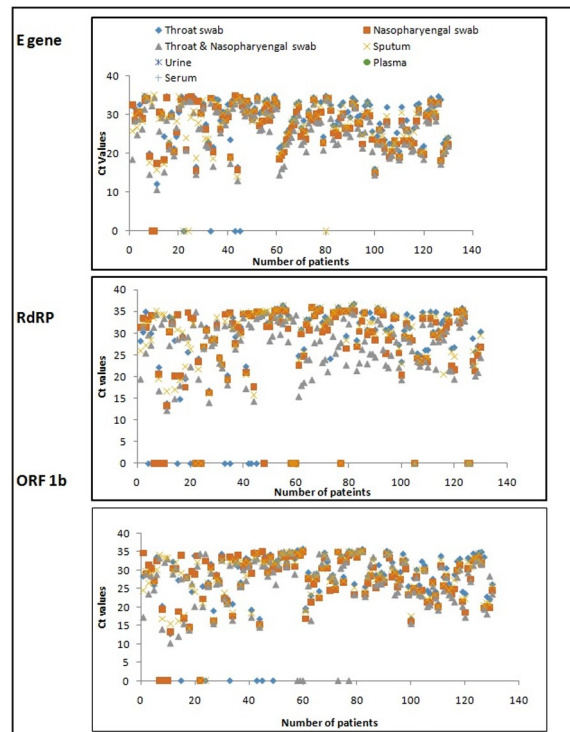 E gene
Throat swab
Nasopharyengal swab
Throat & Nasopharyengal swab
Sputum
Urine
Plasma
Serum
Ct Values
40
30
20
10
0
0 20 40 60 80 100 120 140
Number of patients
RdRP
Ct values
40
35
30
25
20
15
10
5
0
0 20 40 60 80 100 120 140
Number of pateints
ORF 1b
Ct values
40
35
30
25
20
15
10
5
0
0 20 40 60 80 100 120 140
Number of patients